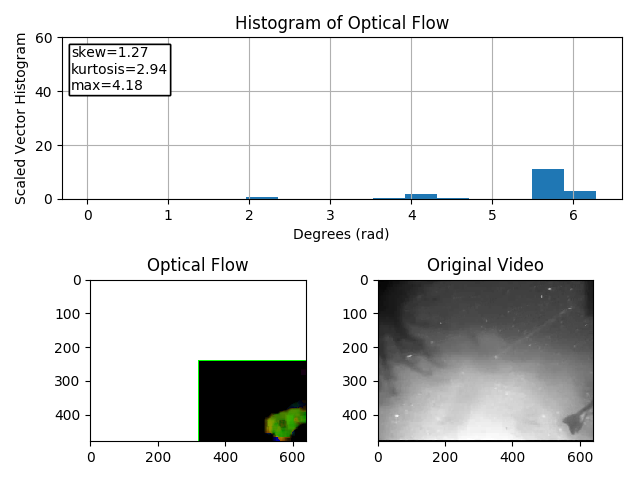 Histogram of Optical Flow
Scaled Vector Histogram
60
40
20
0
skew=1.27
kurtosis=2.94
max=4.18
0 1 2 3 4 5 6
Degrees (rad)
Optical Flow
0
100
200
300
400
0 200 400 600
Original Video
0
100
200
300
400
0 200 400 600